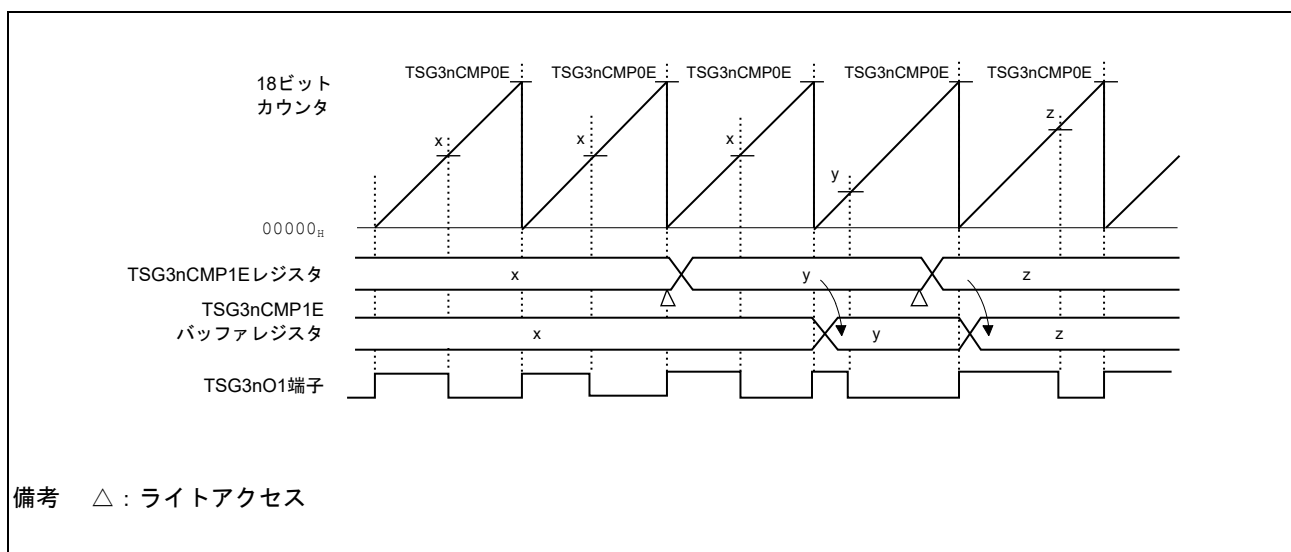 TSG3nCMP0E TSG3nCMP0E TSG3nCMP0E TSG3nCMP0E TSG3nCMP0E
18ビット
カウンタ
x x x y z
00000H
TSG3nCMP1Eレジスタ x y z
TSG3nCMP1E
バッファレジスタ x y z
TSG3nO1端子
備考 △:ライトアクセス